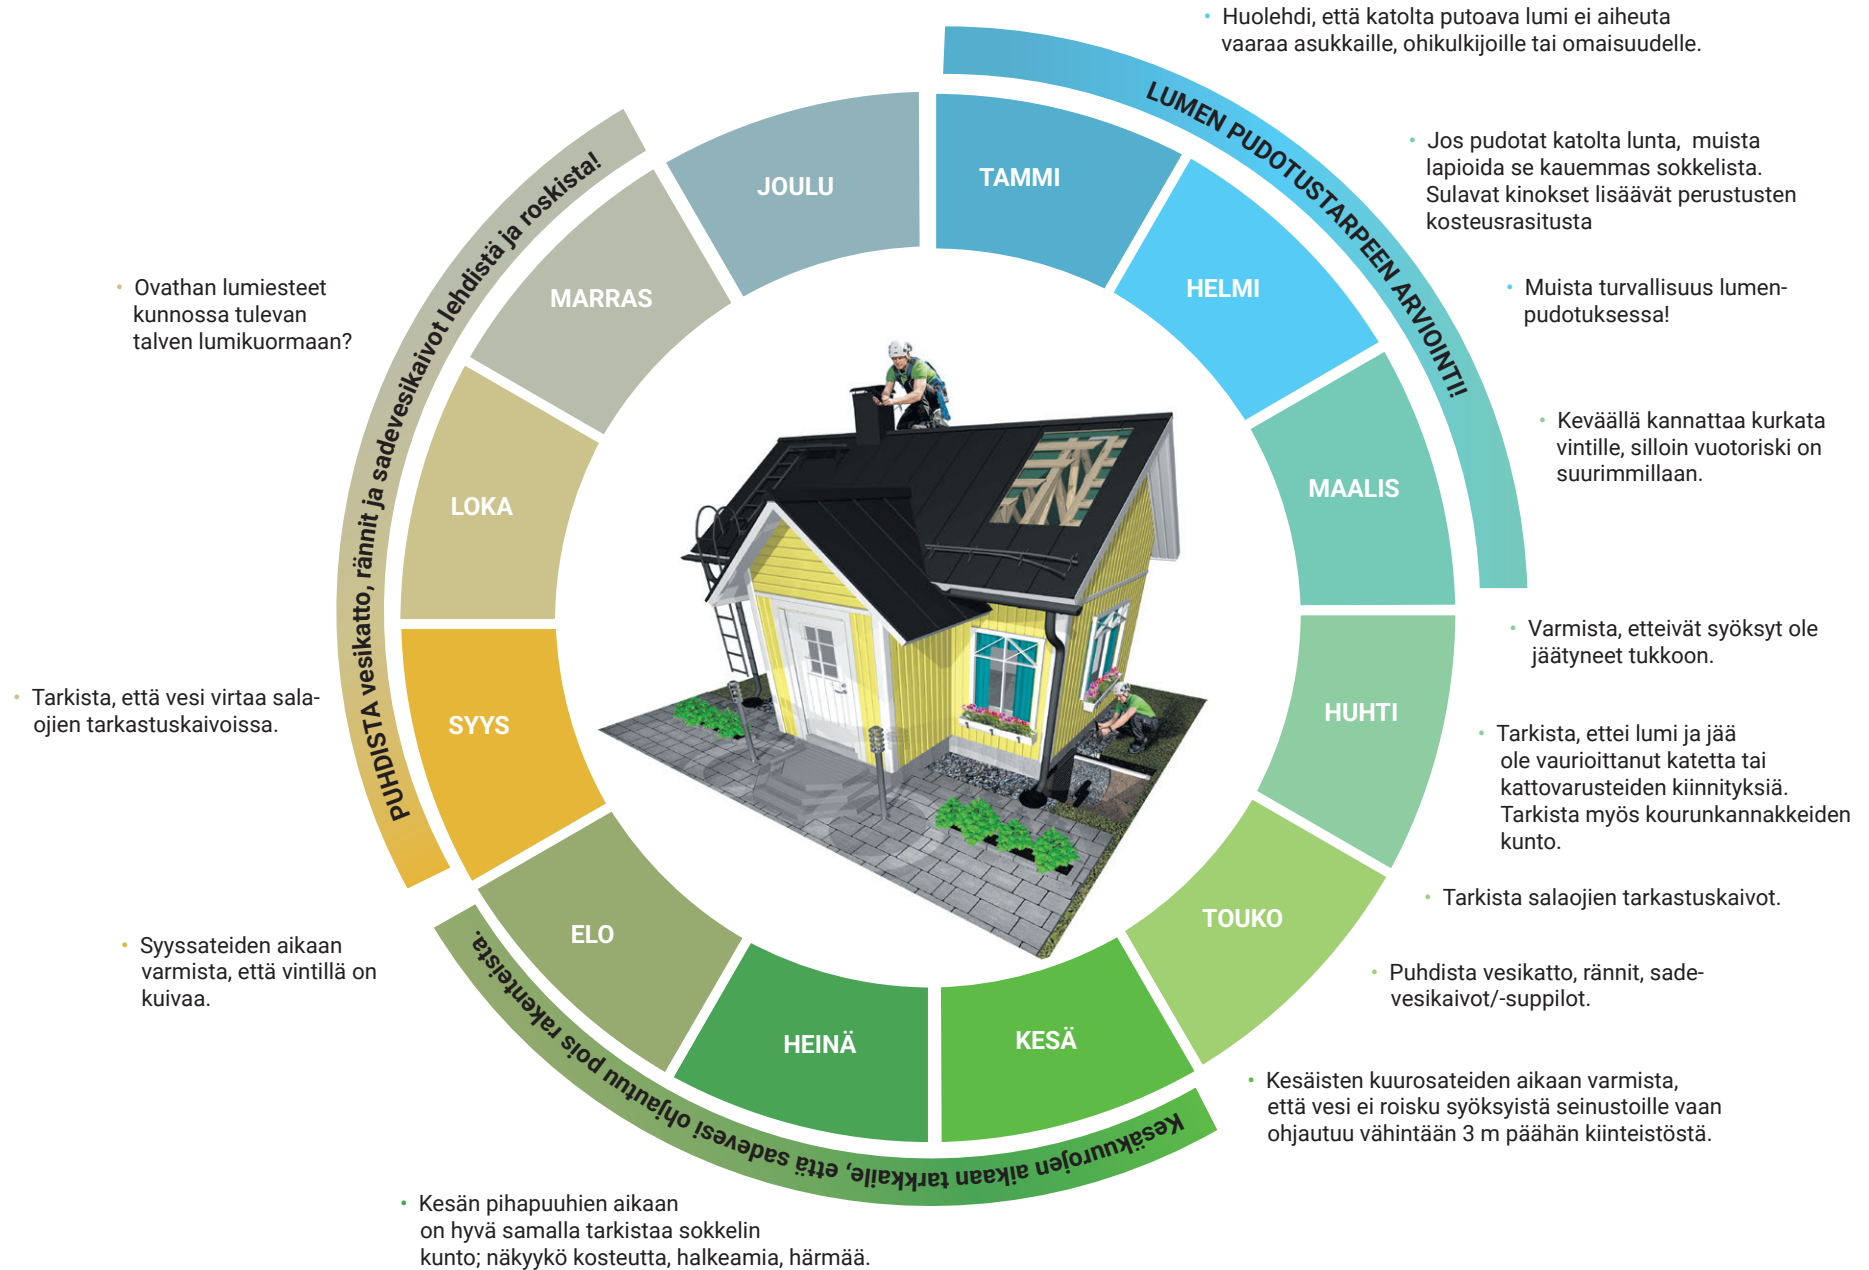 • Huolehdi, että katolta putoava lumi ei aiheuta
vaaraa asukkaille, ohikulkijoille tai omaisuudelle.
LUMEN PUDOTUSTARPEEN ARVIOINTI!
• Jos pudotat katolta lunta, muista
lapioida se kauemmas sokkelista.
Sulavat kinokset lisäävät perustusten
kosteusrasitusta
• Muista turvallisuus lumen-
pudotuksessa!
• Keväällä kannattaa kurkata
vintille, silloin vuotoriski on
suurimmillaan.
• Varmista, etteivät syöksyt ole
jäätyneet tukkoon.
• Tarkista, ettei lumi ja jää
ole vaurioittanut katetta tai
kattovarusteiden kiinnityksiä.
Tarkista myös kourunkannakkeiden
kunto.
• Tarkista salaojien tarkastuskaivot.
• Puhdista vesikatto, rännit, sade-
vesikaivot/-suppilot.
• Kesäisten kuurosateiden aikaan varmista,
että vesi ei roisku syöksyistä seinustoille vaan
ohjautuu vähintään 3 m päähän kiinteistöstä.
Kesäkuurojen aikaan tarkkaile, että sadevesi ohjautuu pois rakenteista.
• Kesän pihapuuhien aikaan
on hyvä samalla tarkistaa sokkelin
kunto; näkyykö kosteutta, halkeamia, härmää.
• Syyssateiden aikaan
varmista, että vintillä on
kuivaa.
• Tarkista, että vesi virtaa sala-
ojien tarkastuskaivoissa.
PUHDISTA vesikatto, rännit ja sadevesikaivot lehdistä ja roskista!
• Ovathan lumiesteet
kunnossa tulevan
talven lumikuormaan?
TAMMI
HELMI
MAALIS
HUHTI
TOUKO
KESÄ
HEINÄ
ELO
SYYS
LOKA
MARRAS
JOULU